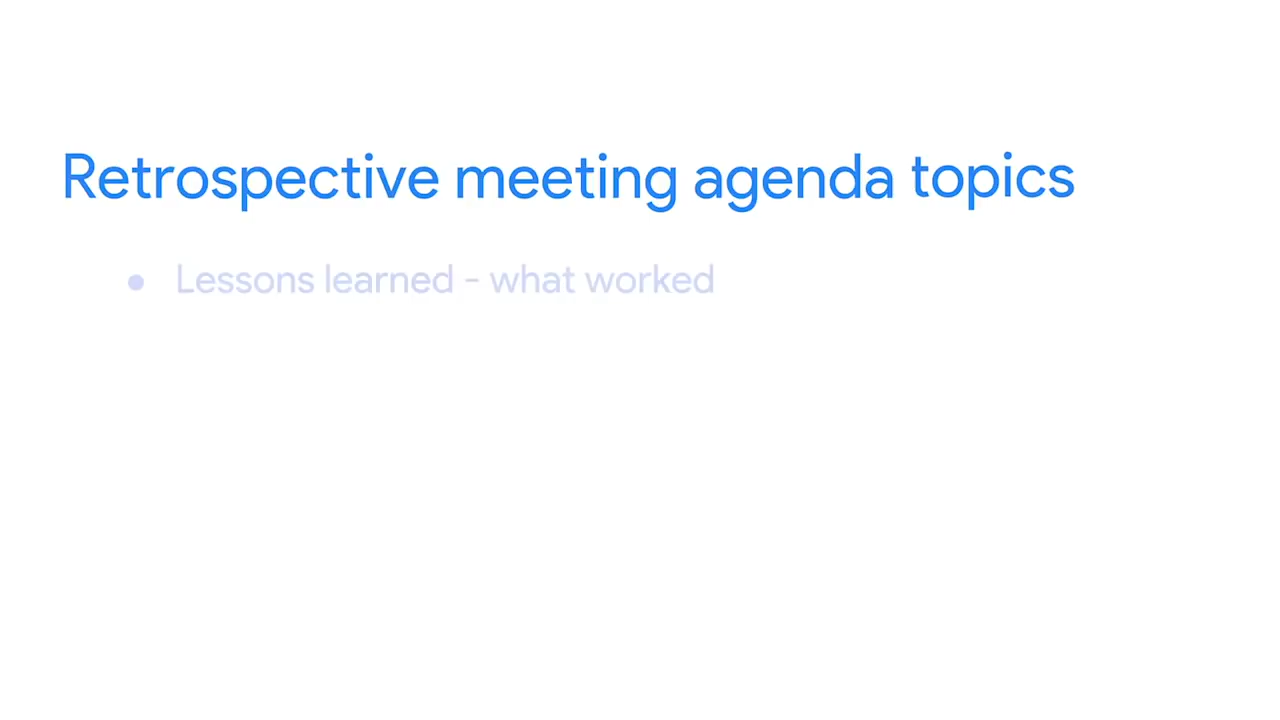 Retrospective meeting agenda topics
● Lessons learned - what worked